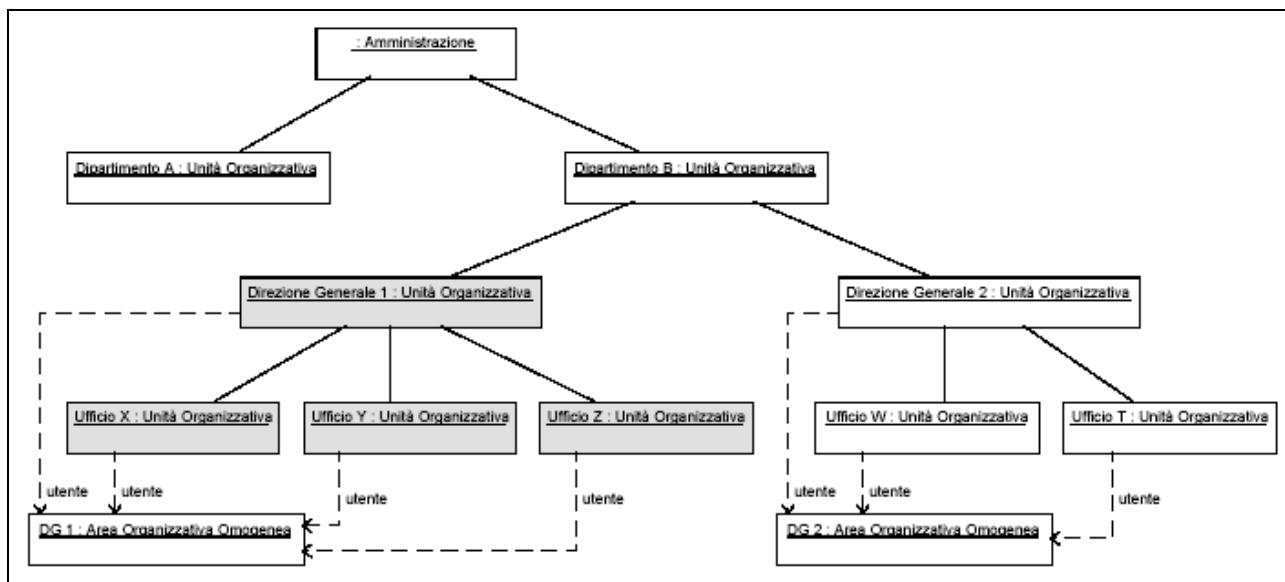 : Amministrazione
Dipartimento A : Unità Organizzativa
Dipartimento B : Unità Organizzativa
Direzione Generale 1 : Unità Organizzativa
Direzione Generale 2 : Unità Organizzativa
Ufficio X : Unità Organizzativa
Ufficio Y : Unità Organizzativa
Ufficio Z : Unità Organizzativa
Ufficio W : Unità Organizzativa
Ufficio T : Unità Organizzativa
utente
utente
utente
utente
utente
utente
utente
DG 1 : Area Organizzativa Omogenea
DG 2 : Area Organizzativa Omogenea